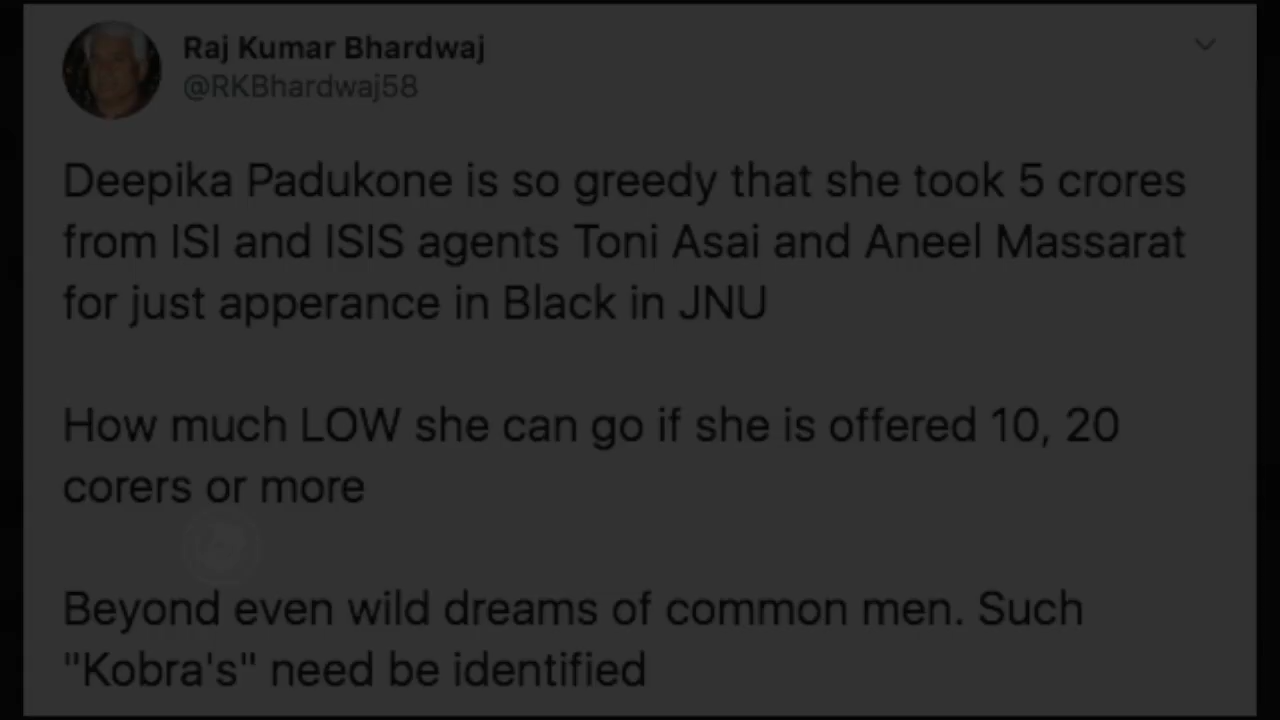 Raj Kumar Bhardwaj
@RKBhardwaj58
Deepika Padukone is so greedy that she took 5 crores
from ISI and ISIS agents Toni Asai and Aneel Massarat
for just apperance in Black in JNU
How much LOW she can go if she is offered 10, 20
corers or more
Beyond even wild dreams of common men. Such
"Kobra's" need be identified